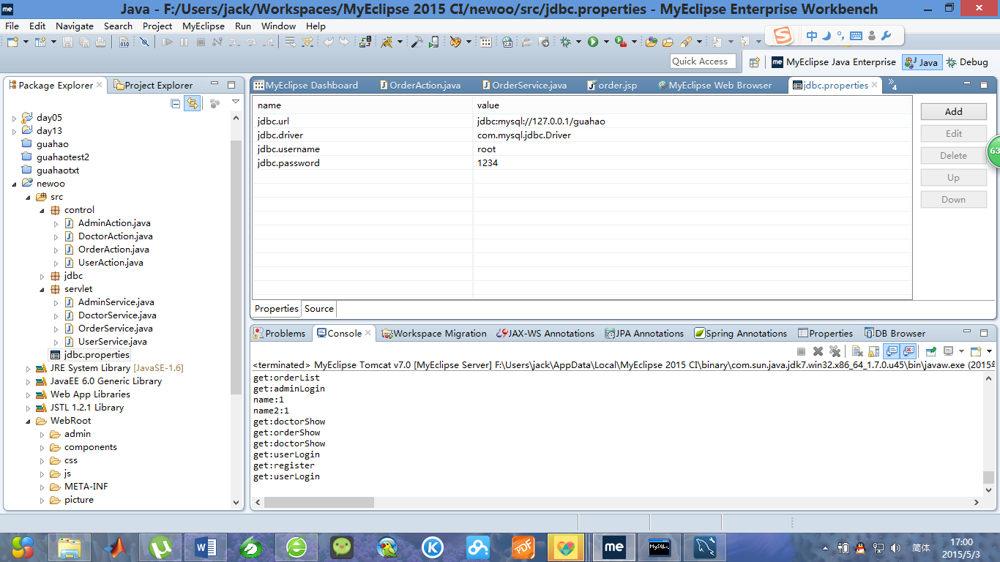 Java - F:/Users/jack/Workspaces/MyEclipse 2015 CI/newoo/src/jdbc.properties - MyEclipse Enterprise Workbench
File Edit Navigate Search Project MyEclipse Run Window Help
中
Quick Access
MyEclipse Java Enterprise
Java
Debug
Package Explorer
Project Explorer
day05
day13
guahao
guahaotest2
guahaotxt
newoo
src
control
AdminAction.java
DoctorAction.java
OrderAction.java
UserAction.java
jdbc
servlet
AdminService.java
DoctorService.java
OrderService.java
UserService.java
jdbc.properties
JRE System Library [JavaSE-1.6]
JavaEE 6.0 Generic Library
Web App Libraries
JSTL 1.2.1 Library
WebRoot
admin
components
css
js
META-INF
picture
MyEclipse Dashboard OrderAction.java OrderService.java order.jsp MyEclipse Web Browser jdbc.properties 4
name value
jdbc.url jdbc:mysql://127.0.0.1/guahao
jdbc.driver com.mysql.jdbc.Driver
jdbc.username root
jdbc.password 1234
Add
Edit
Delete
Up
Down
63
Properties Source
Problems Console Workspace Migration JAX-WS Annotations JPA Annotations Spring Annotations Properties DB Browser
<terminated> MyEclipse Tomcat v7.0 [MyEclipse Server] F:\Users\jack\AppData\Local\MyEclipse 2015 CI\binary\com.sun.java.jdk7.win32.x86_64_1.7.0.u45\bin\javaw.exe (2015
get:orderList
get:adminLogin
name:1
name2:1
get:doctorShow
get:orderShow
get:doctorShow
get:userLogin
get:register
get:userLogin
简体
17:00
2015/5/3